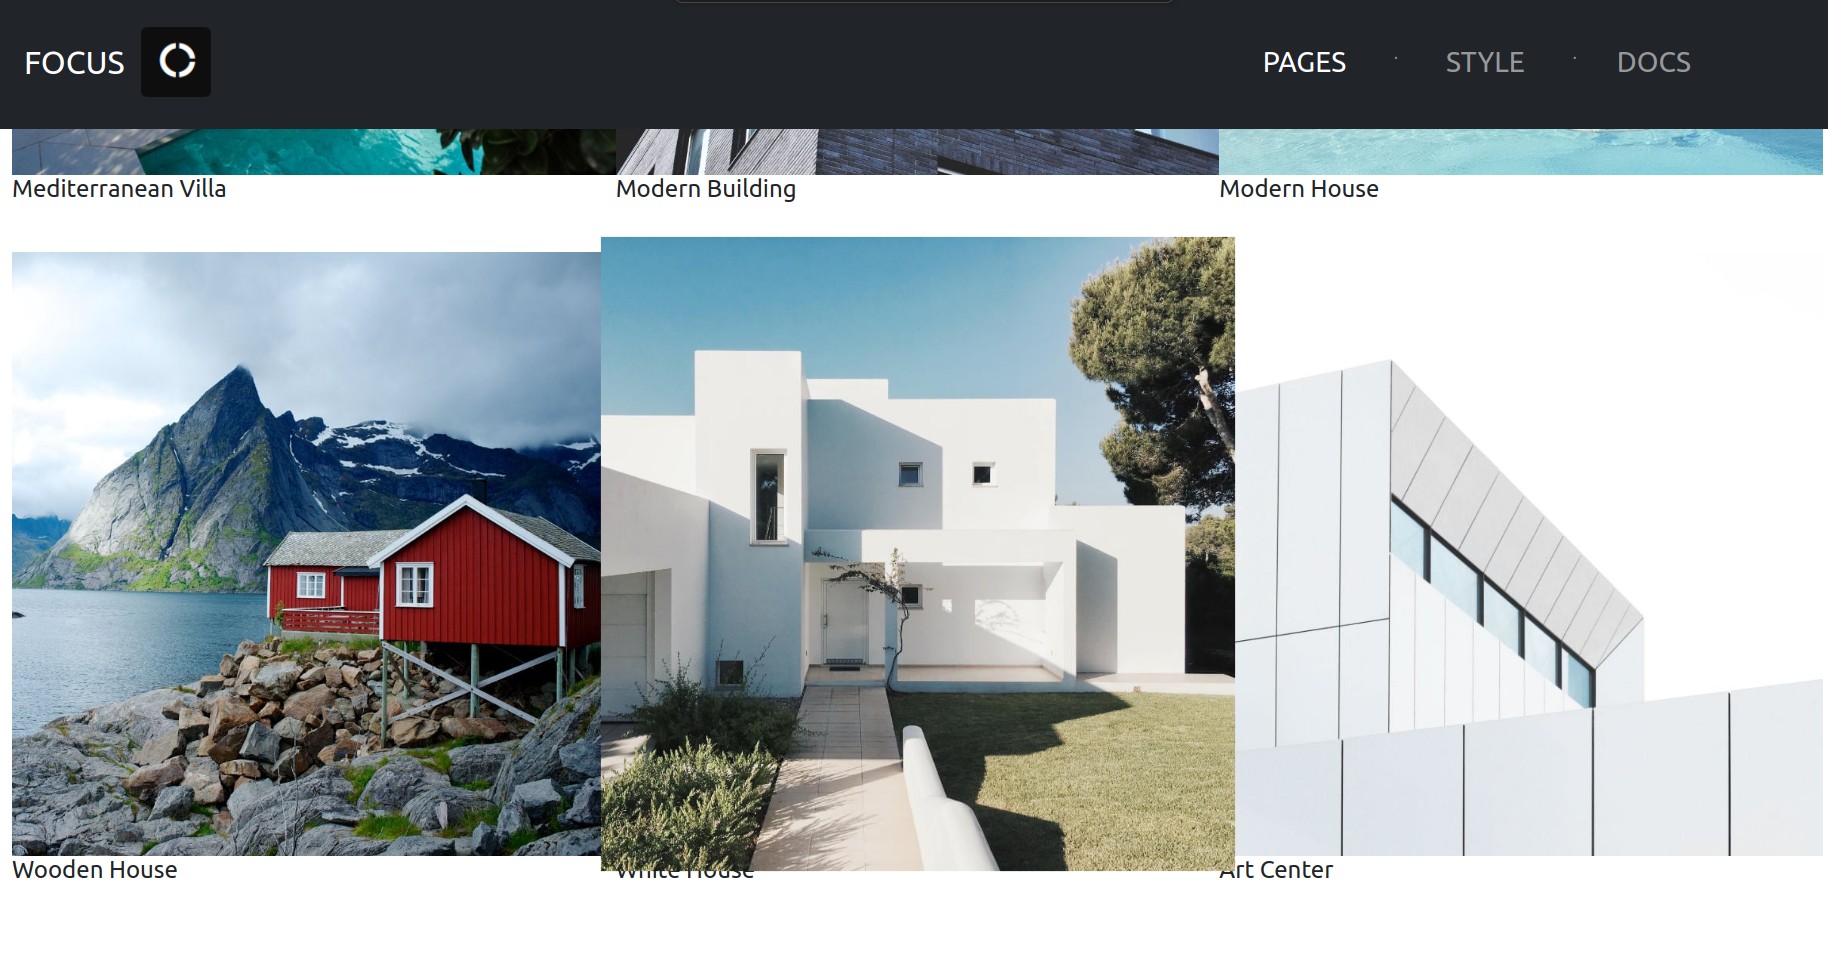 FOCUS
PAGES · STYLE · DOCS
Mediterranean Villa
Modern Building
Modern House
Wooden House
White House
Art Center